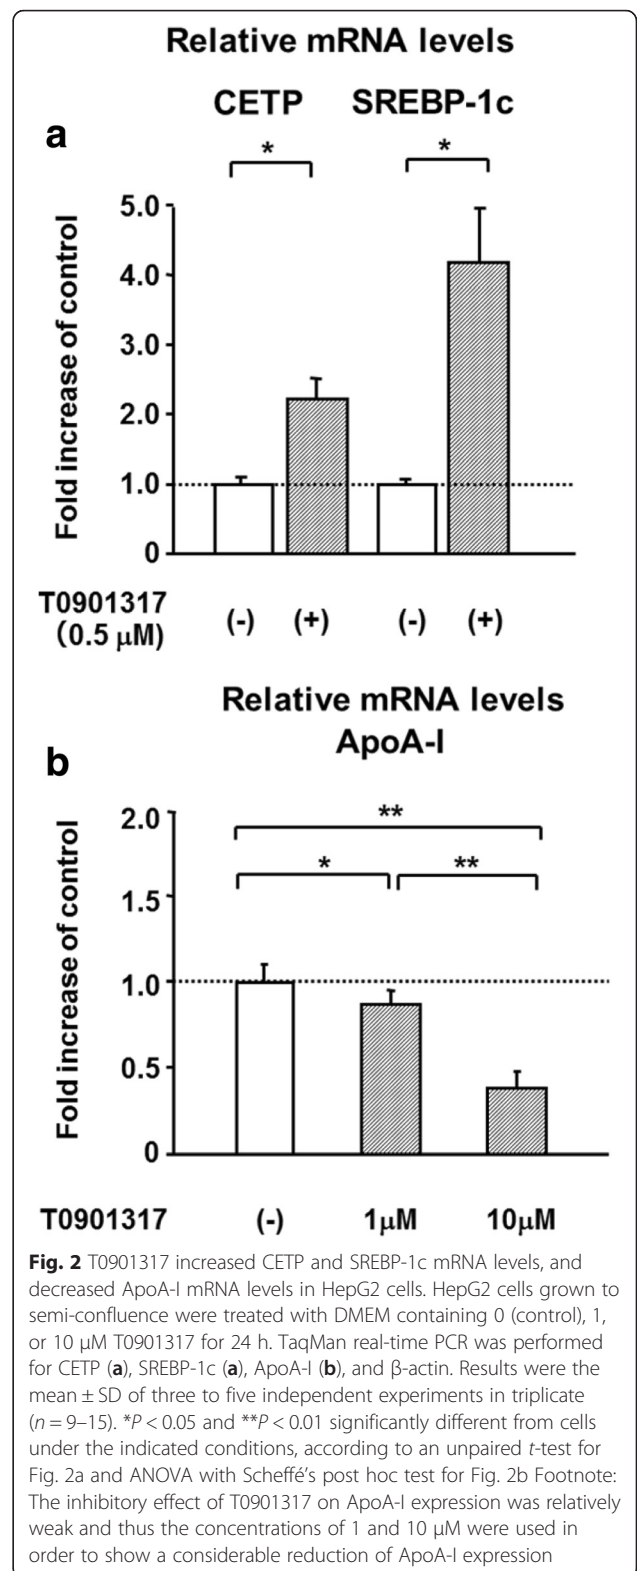 Relative mRNA levels
CETP SREBP-1c
a
* *
Fold increase of control
5.0
4.0
3.0
2.0
1.0
0
T0901317
(0.5 μM)
(-) (+) (-) (+)
Relative mRNA levels
ApoA-I
b
**
* **
Fold increase of control
2.0
1.5
1.0
0.5
0
T0901317 (-) 1μM 10μM
Fig. 2 T0901317 increased CETP and SREBP-1c mRNA levels, and
decreased ApoA-I mRNA levels in HepG2 cells. HepG2 cells grown to
semi-confluence were treated with DMEM containing 0 (control), 1,
or 10 μM T0901317 for 24 h. TaqMan real-time PCR was performed
for CETP (a), SREBP-1c (a), ApoA-I (b), and β-actin. Results were the
mean ± SD of three to five independent experiments in triplicate
(n = 9–15). *P < 0.05 and **P < 0.01 significantly different from cells
under the indicated conditions, according to an unpaired t-test for
Fig. 2a and ANOVA with Scheffé's post hoc test for Fig. 2b Footnote:
The inhibitory effect of T0901317 on ApoA-I expression was relatively
weak and thus the concentrations of 1 and 10 μM were used in
order to show a considerable reduction of ApoA-I expression